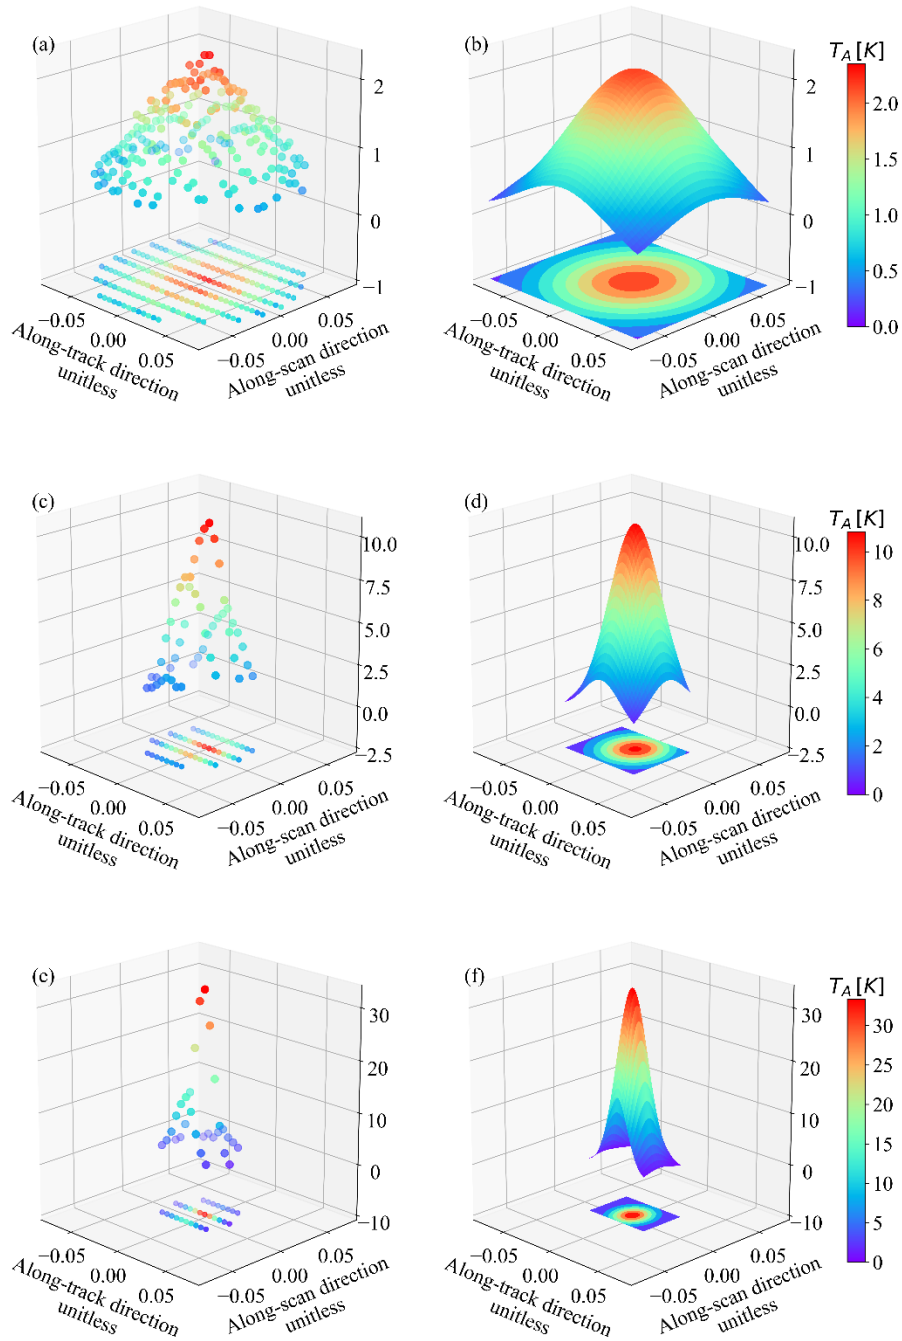 (a)
2
1
0
−1
−0.05
0.00
0.05
Along-track direction
unitless
−0.05
0.00
0.05
Along-scan direction
unitless
(b)
2
1
0
−1
−0.05
0.00
0.05
Along-track direction
unitless
−0.05
0.00
0.05
Along-scan direction
unitless
T_A [K]
2.0
1.5
1.0
0.5
0.0
(c)
10.0
7.5
5.0
2.5
0.0
−2.5
−0.05
0.00
0.05
Along-track direction
unitless
−0.05
0.00
0.05
Along-scan direction
unitless
(d)
10.0
7.5
5.0
2.5
0.0
−2.5
−0.05
0.00
0.05
Along-track direction
unitless
−0.05
0.00
0.05
Along-scan direction
unitless
T_A [K]
10
8
6
4
2
0
(e)
30
20
10
0
−10
−0.05
0.00
0.05
Along-track direction
unitless
−0.05
0.00
0.05
Along-scan direction
unitless
(f)
30
20
10
0
−10
−0.05
0.00
0.05
Along-track direction
unitless
−0.05
0.00
0.05
Along-scan direction
unitless
T_A [K]
30
25
20
15
10
5
0